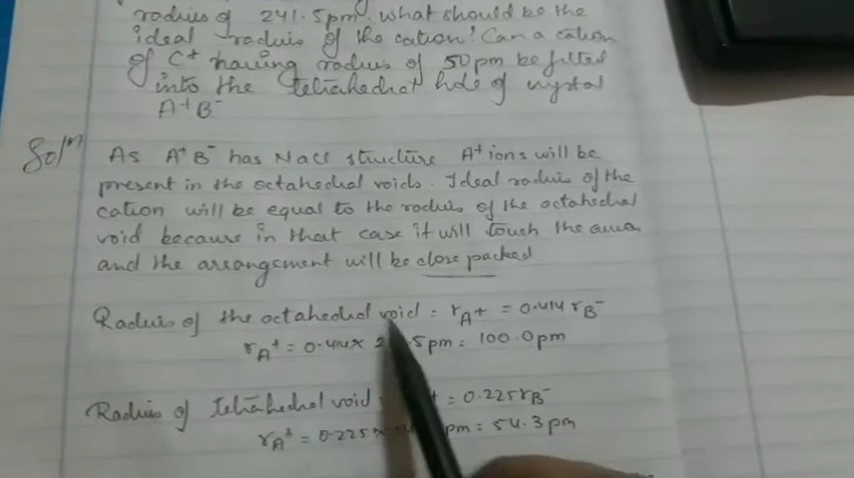 radius of 241.5pm. what should be the
ideal radius of the cation? Can a cation
of C+ having radius of 50pm be fitted
into the tetrahedral hole of crystal
A+B-
Solⁿ
As A+B- has NaCl structure A+ ions will be
present in the octahedral voids. Ideal radius of the
cation will be equal to the radius of the octahedral
void because in that case it will touch the
and the arrangement will be close packed
Radius of the octahedral void = rA+ = 0.414 rB-
rA+ = 0.414 x 2 .5pm = 100.0pm
Radius of tetrahedral void = + = 0.225rB-
rA+ = 0.225 pm = 54.3pm